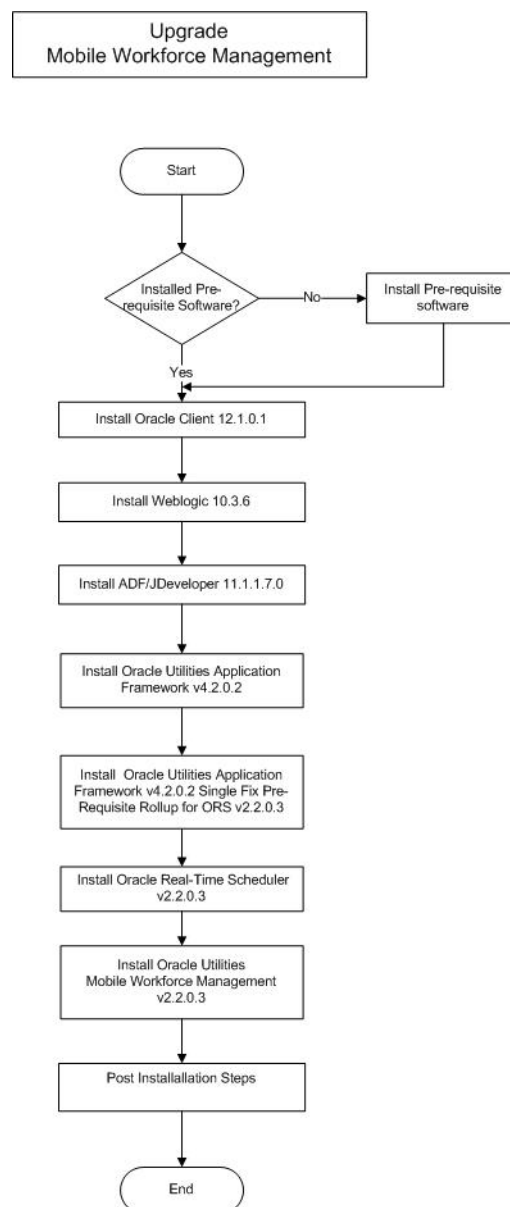 Upgrade
Mobile Workforce Management
Start
Installed Pre-
requisite Software?
No
Install Pre-requisite
software
Yes
Install Oracle Client 12.1.0.1
Install Weblogic 10.3.6
Install ADF/JDeveloper 11.1.1.7.0
Install Oracle Utilities Application
Framework v4.2.0.2
Install Oracle Utilities Application
Framework v4.2.0.2 Single Fix Pre-
Requisite Rollup for ORS v2.2.0.3
Install Oracle Real-Time Scheduler
v2.2.0.3
Install Oracle Utilities
Mobile Workforce Management
v2.2.0.3
Post Installallation Steps
End